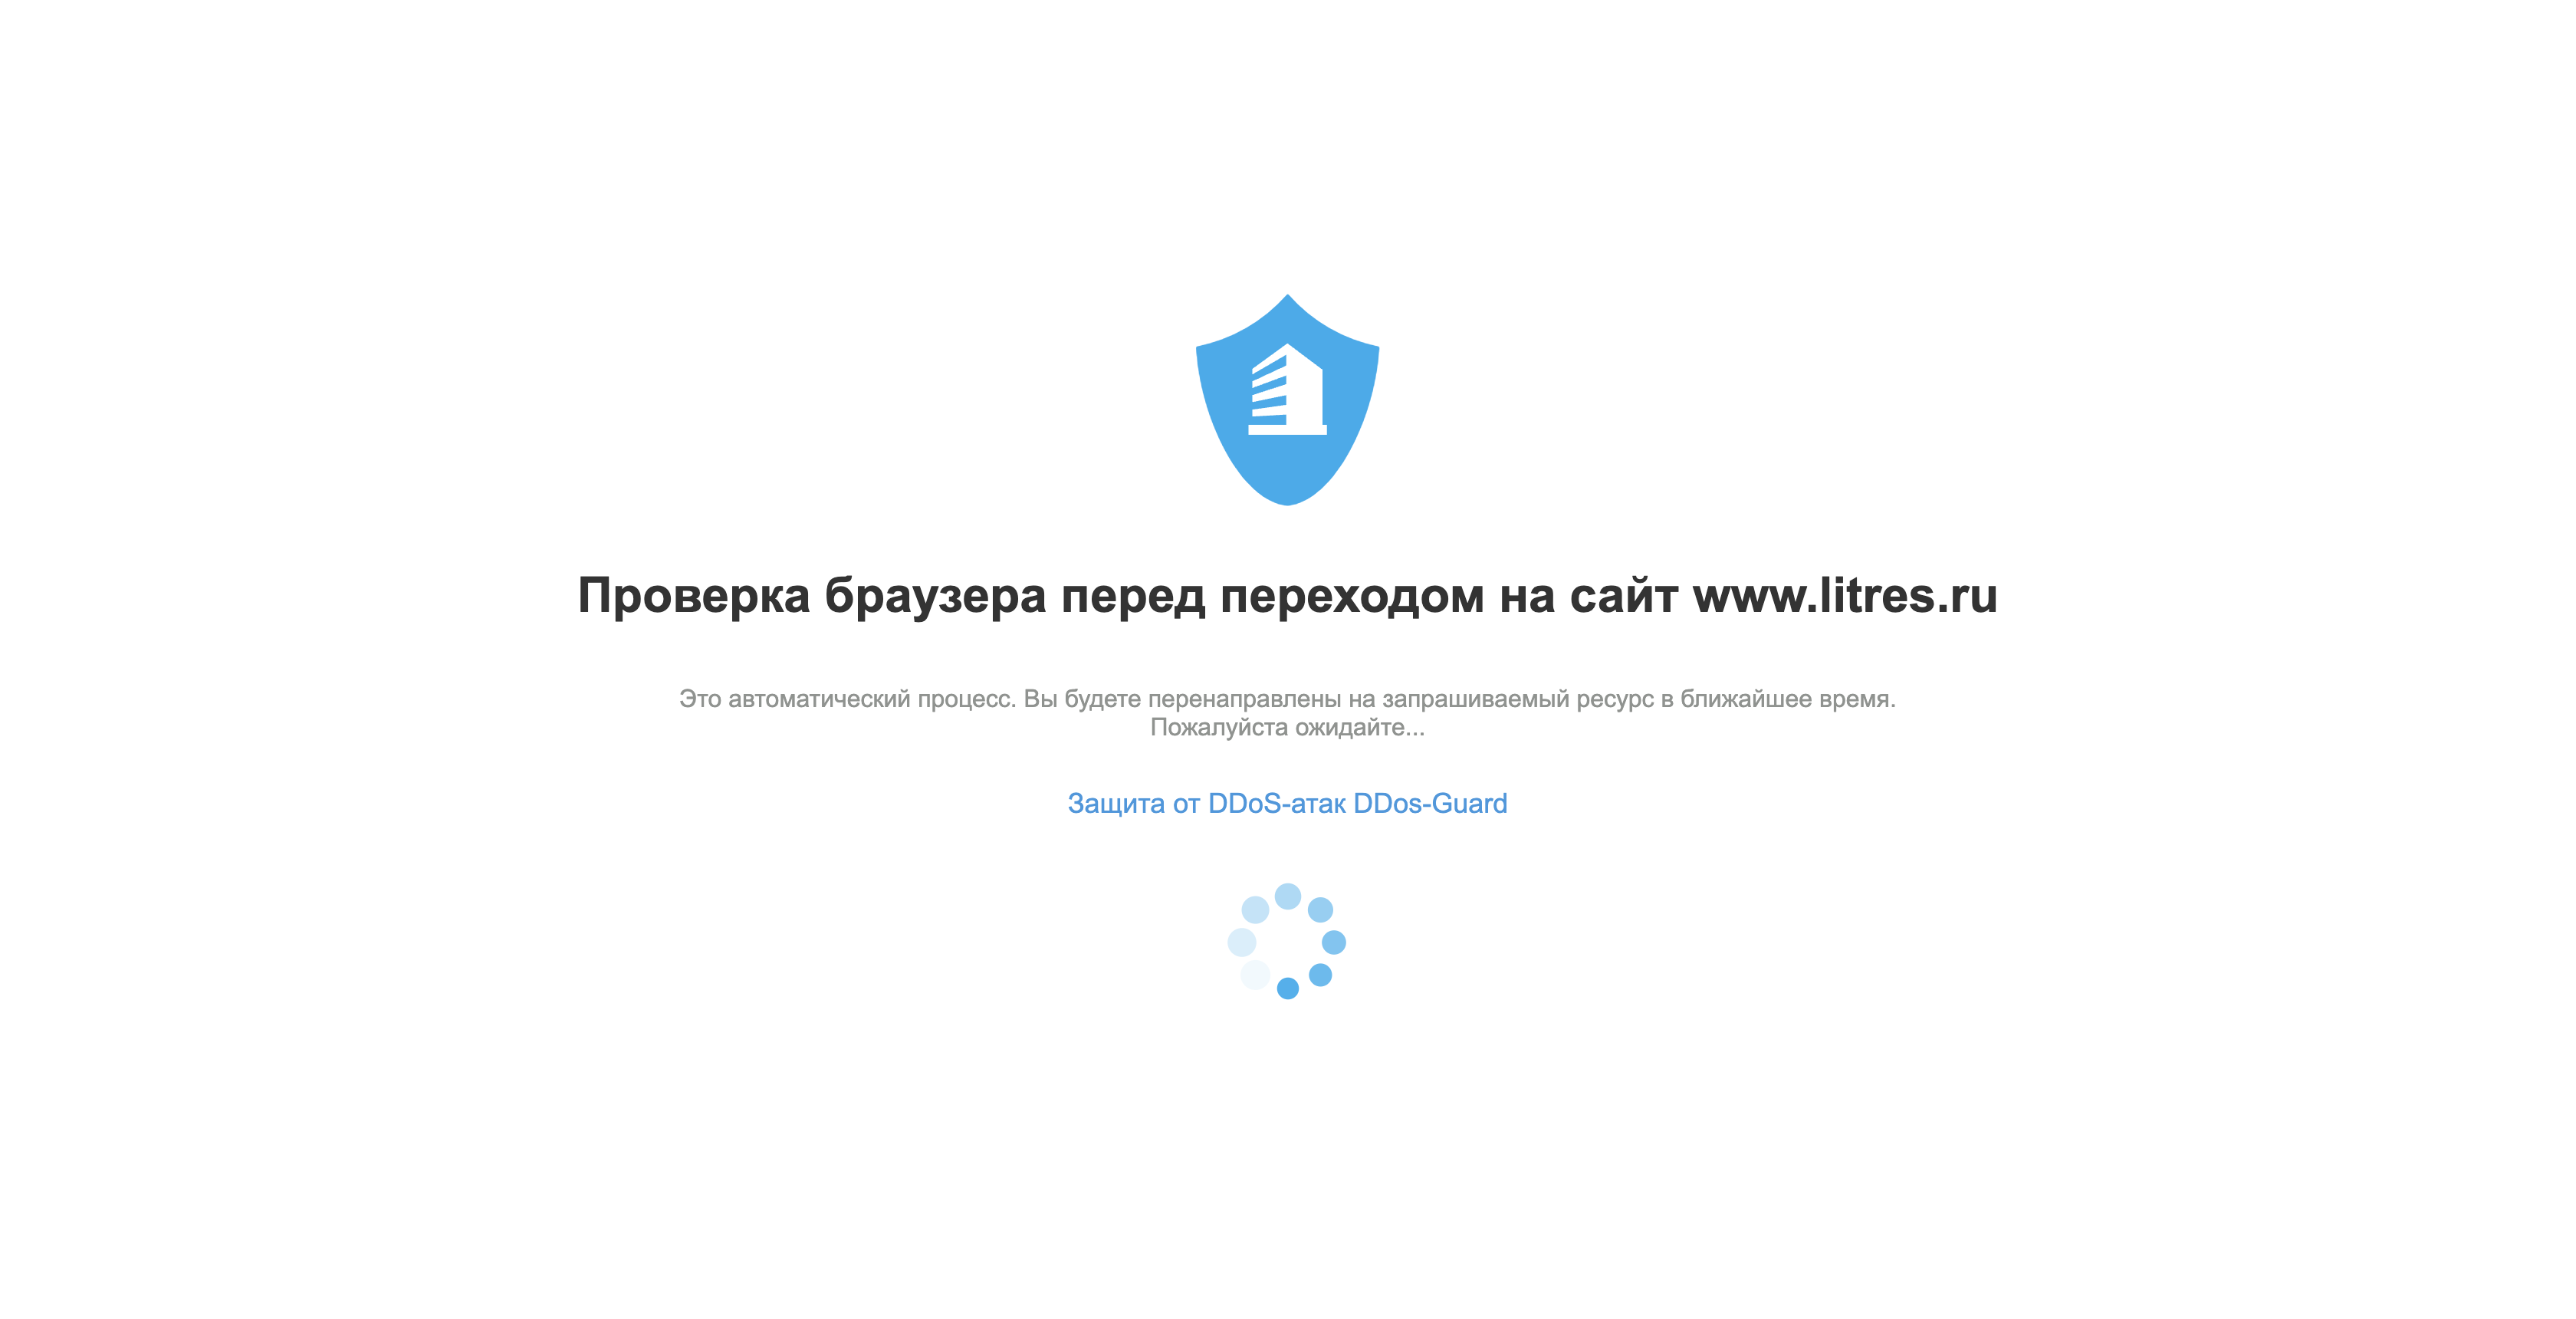 Проверка браузера перед переходом на сайт www.litres.ru
Это автоматический процесс. Вы будете перенаправлены на запрашиваемый ресурс в ближайшее время.
Пожалуйста ожидайте...
Защита от DDoS-атак DDos-Guard